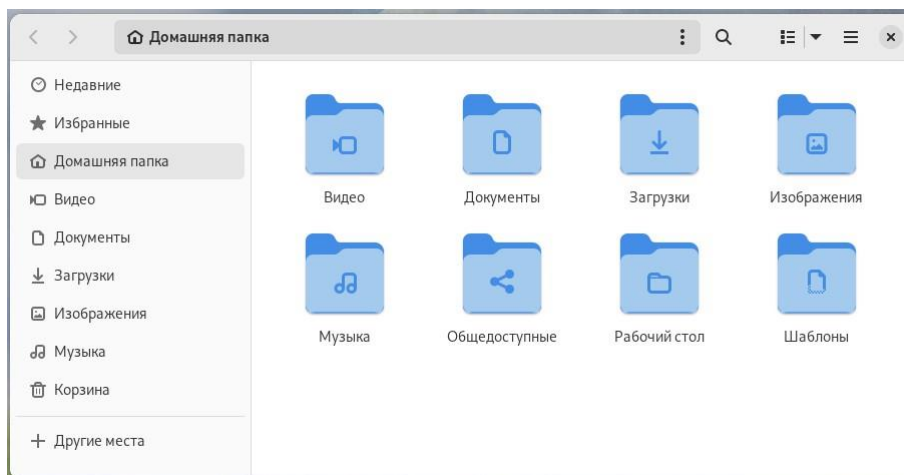 Домашняя папка
Недавние
Избранные
Домашняя папка
Видео
Документы
Загрузки
Изображения
Музыка
Корзина
Другие места
Видео
Документы
Загрузки
Изображения
Музыка
Общедоступные
Рабочий стол
Шаблоны